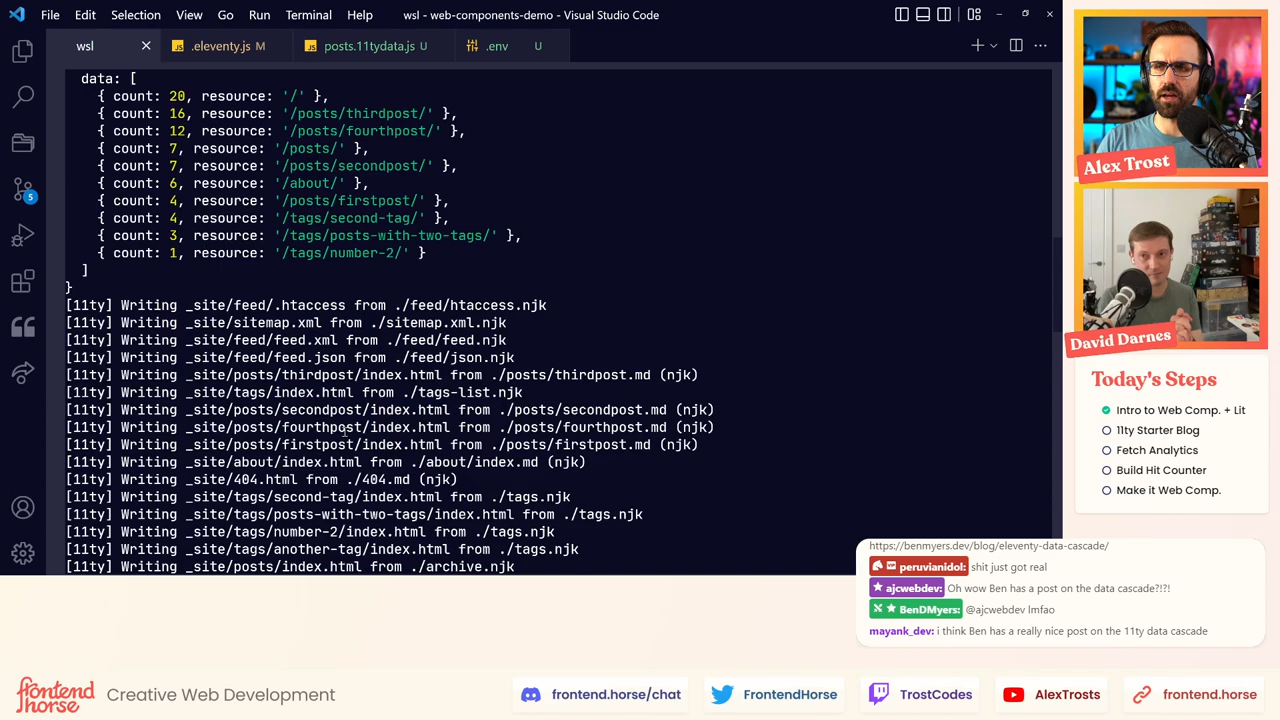 File Edit Selection View Go Run Terminal Help
wsl - web-components-demo - Visual Studio Code
wsl
.eleventy.js M
posts.11tydata.js U
.env U
data: [
{ count: 20, resource: '/' },
{ count: 16, resource: '/posts/thirdpost/' },
{ count: 12, resource: '/posts/fourthpost/' },
{ count: 7, resource: '/posts/' },
{ count: 7, resource: '/posts/secondpost/' },
{ count: 6, resource: '/about/' },
{ count: 4, resource: '/posts/firstpost/' },
{ count: 4, resource: '/tags/second-tag/' },
{ count: 3, resource: '/tags/posts-with-two-tags/' },
{ count: 1, resource: '/tags/number-2/' }
]
}
[11ty] Writing _site/feed/.htaccess from ./feed/htaccess.njk
[11ty] Writing _site/sitemap.xml from ./sitemap.xml.njk
[11ty] Writing _site/feed/feed.xml from ./feed/feed.njk
[11ty] Writing _site/feed/feed.json from ./feed/json.njk
[11ty] Writing _site/posts/thirdpost/index.html from ./posts/thirdpost.md (njk)
[11ty] Writing _site/tags/index.html from ./tags-list.njk
[11ty] Writing _site/posts/secondpost/index.html from ./posts/secondpost.md (njk)
[11ty] Writing _site/posts/fourthpost/index.html from ./posts/fourthpost.md (njk)
[11ty] Writing _site/posts/firstpost/index.html from ./posts/firstpost.md (njk)
[11ty] Writing _site/about/index.html from ./about/index.md (njk)
[11ty] Writing _site/404.html from ./404.md (njk)
[11ty] Writing _site/tags/second-tag/index.html from ./tags.njk
[11ty] Writing _site/tags/posts-with-two-tags/index.html from ./tags.njk
[11ty] Writing _site/tags/number-2/index.html from ./tags.njk
[11ty] Writing _site/tags/another-tag/index.html from ./tags.njk
[11ty] Writing _site/posts/index.html from ./archive.njk
5
Alex Trost
David Darnes
Today's Steps
Intro to Web Comp. + Lit
11ty Starter Blog
Fetch Analytics
Build Hit Counter
Make it Web Comp.
https://benmyers.dev/blog/eleventy-data-cascade/
peruvianidol: shit just got real
ajcwebdev: Oh wow Ben has a post on the data cascade?!?!
BenDMyers: @ajcwebdev lmfao
mayank_dev: i think Ben has a really nice post on the 11ty data cascade
frontend
horse
Creative Web Development
frontend.horse/chat
FrontendHorse
TrostCodes
AlexTrosts
frontend.horse